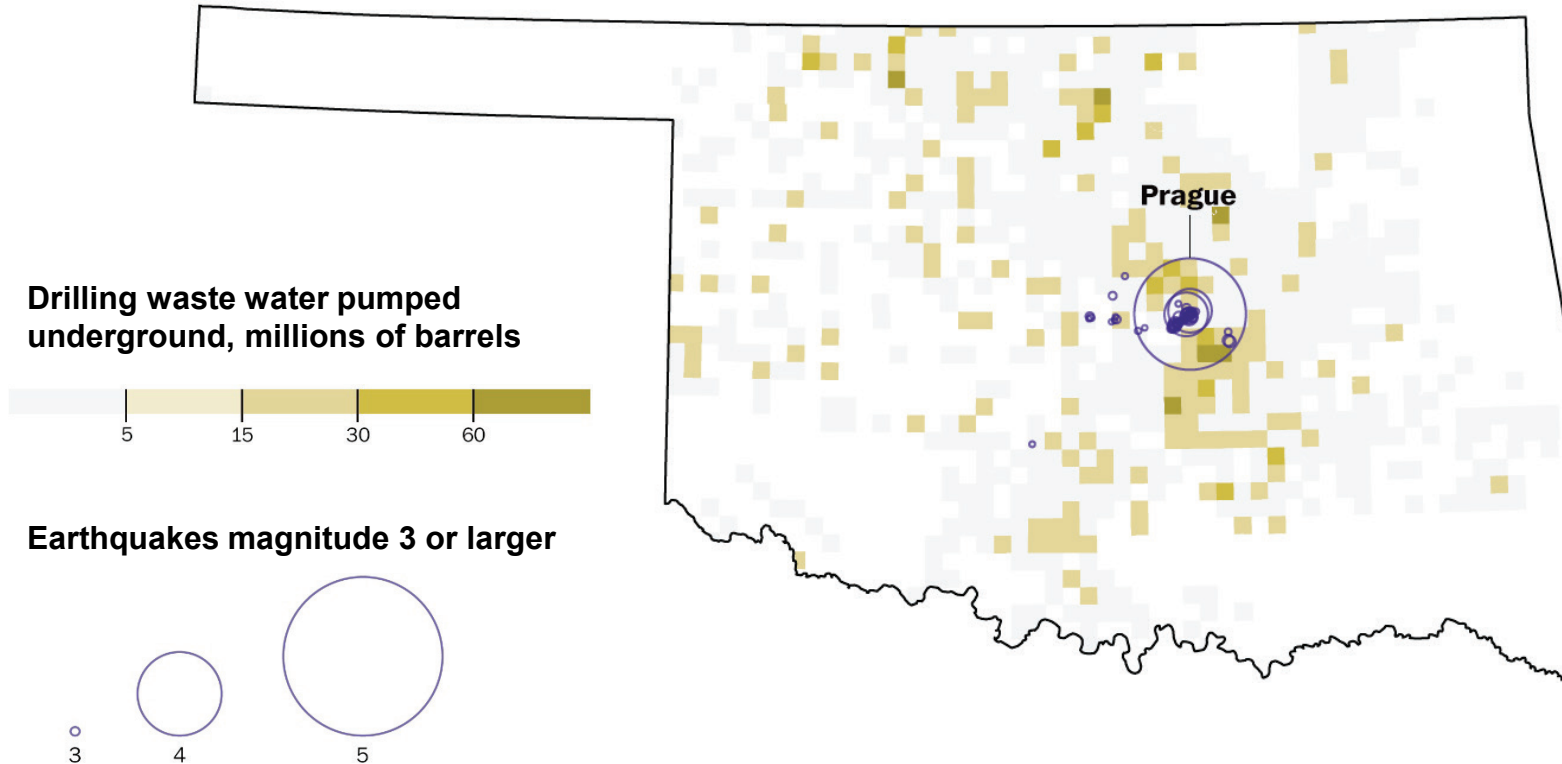 Prague
Drilling waste water pumped
underground, millions of barrels
5 15 30 60
Earthquakes magnitude 3 or larger
3 4 5